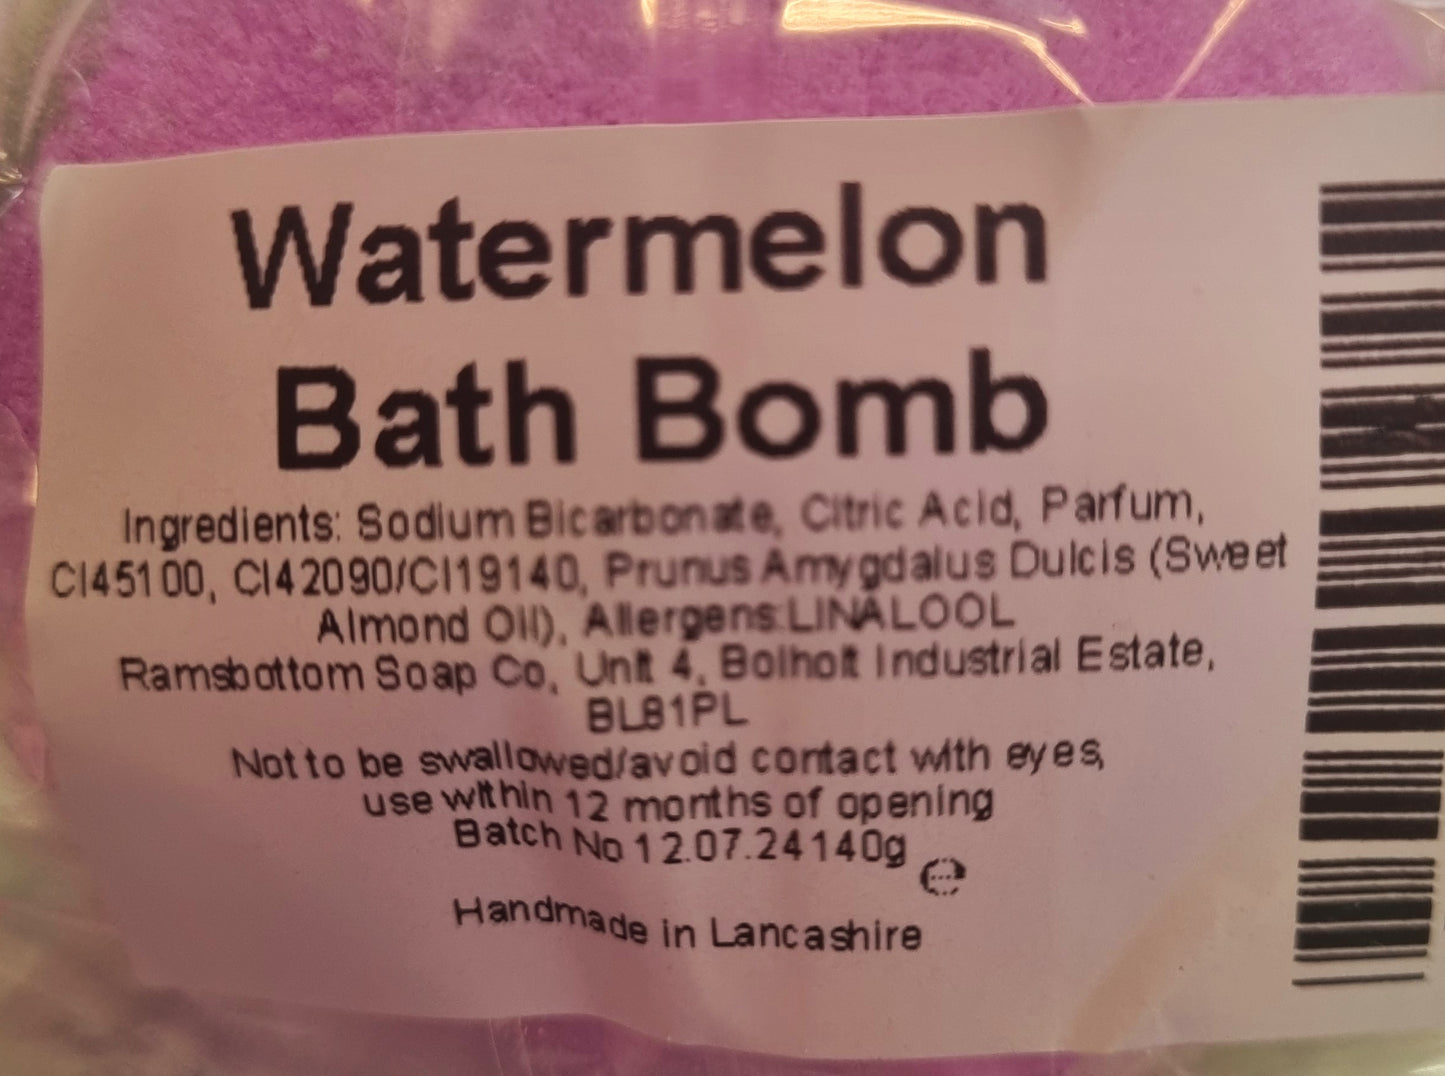 Watermelon
Bath Bomb
Ingredients: Sodium Bicarbonate, Citric Acid, Parfum,
CI45100, CI42090/CI19140, Prunus Amygdalus Dulcis (Sweet
Almond Oil), Allergens:LINALOOL
Ramsbottom Soap Co, Unit 4, Bolholt Industrial Estate,
BL81PL
Not to be swallowed/avoid contact with eyes,
use within 12 months of opening
Batch No 12.07.24 140g e
Handmade in Lancashire